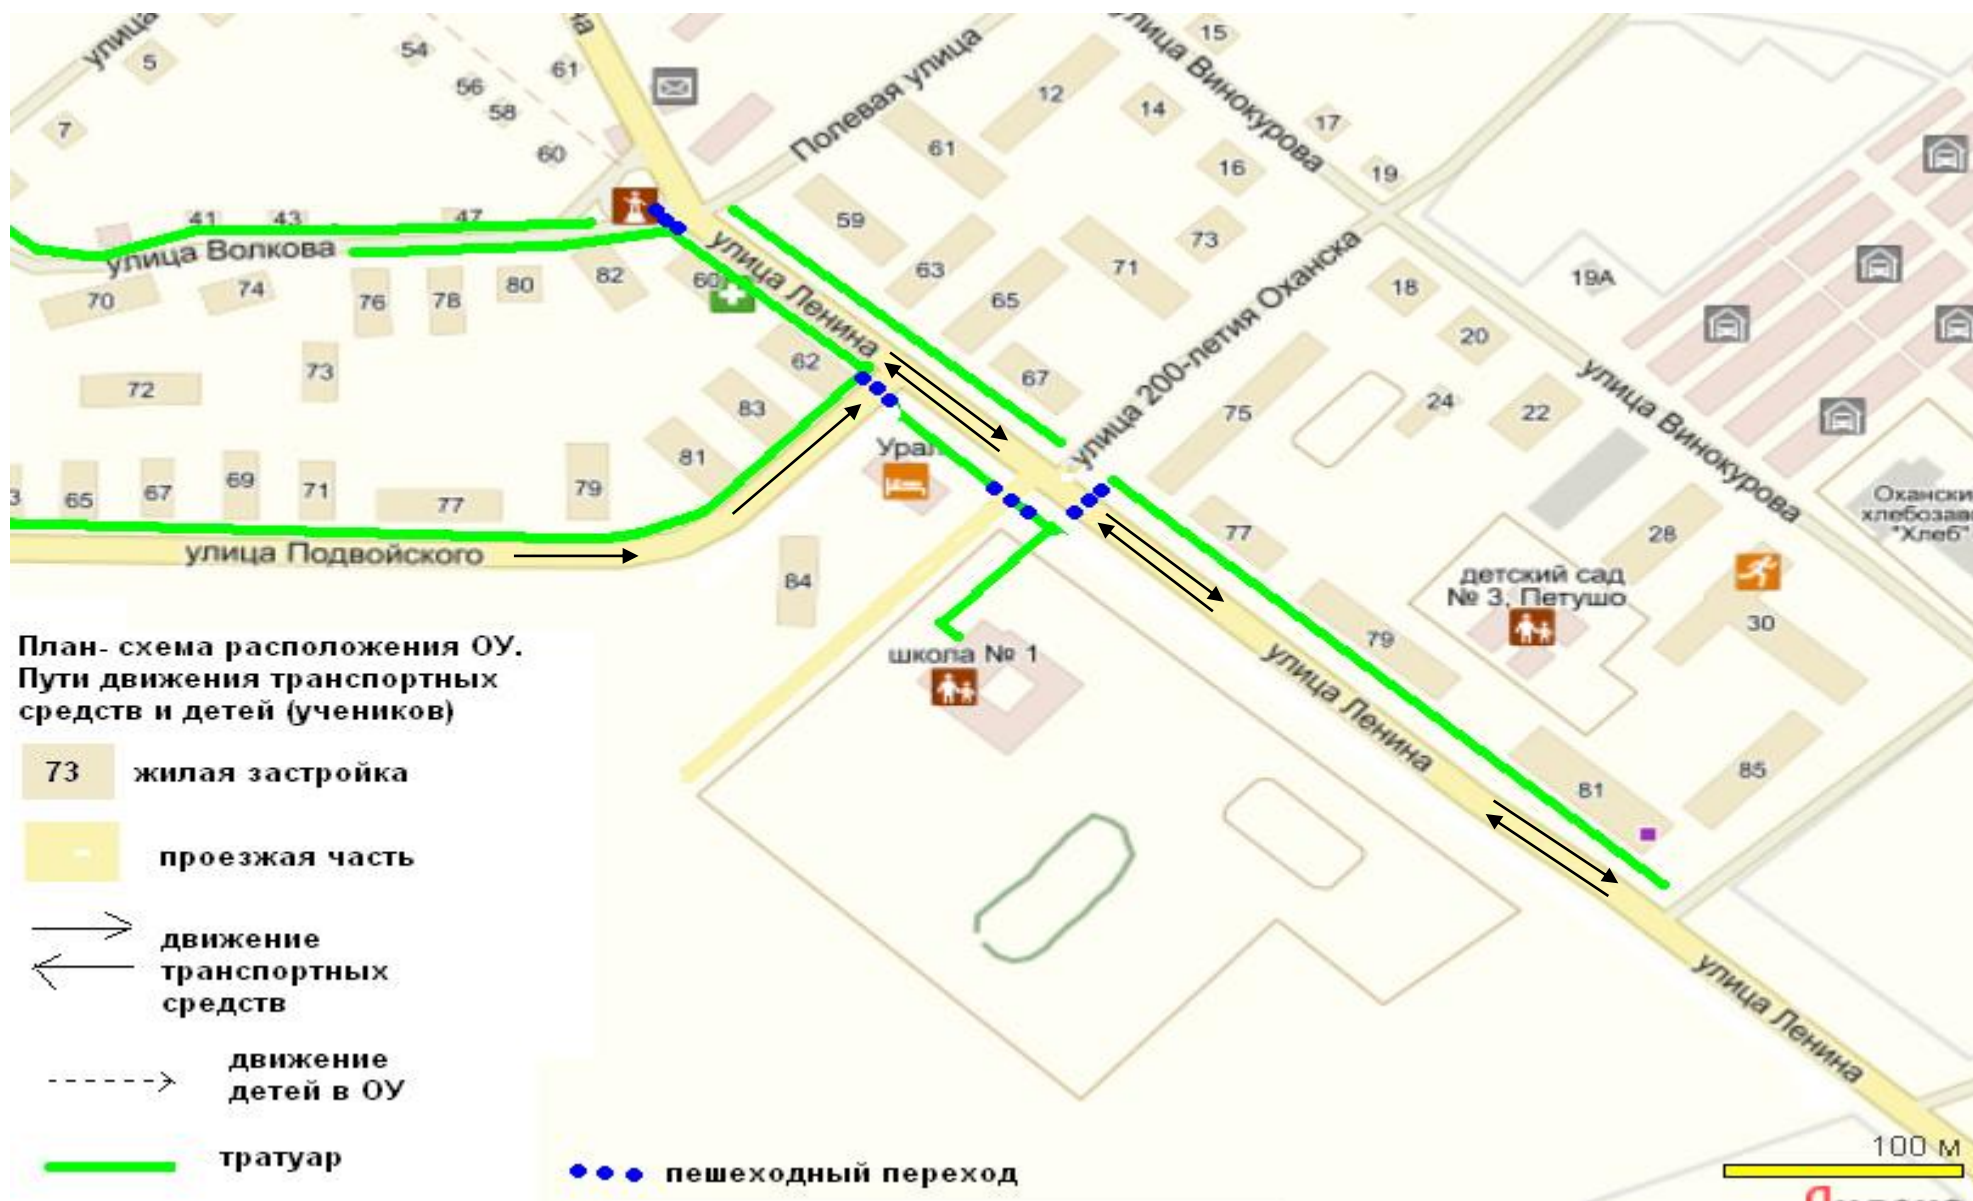 улица
5
7
54
56
58
60
61
на
15
12
14
17
16
19
61
59
63
65
67
71
73
75
77
79
81
85
18
20
22
24
28
30
19А
Полевая улица
улица Винокурова
улица 200-летия Оханска
улица Винокурова
41
43
47
улица Волкова
70
74
76
78
80
82
60
62
72
73
83
81
65
67
69
71
77
79
84
3
улица Ленина
Урал
улица Подвойского
детский сад
№ 3, Петушо
Охански
хлебозав
"Хлеб"
школа № 1
улица Ленина
улица Ленина
План- схема расположения ОУ.
Пути движения транспортных
средств и детей (учеников)
73
жилая застройка
проезжая часть
движение
транспортных
средств
движение
детей в ОУ
тратуар
пешеходный переход
100 м